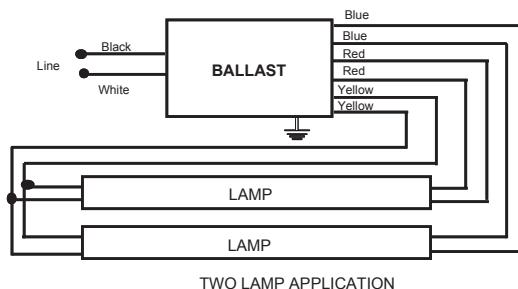 Blue
Blue
Black
Red
Line
BALLAST
Red
White
Yellow
Yellow
LAMP
LAMP
TWO LAMP APPLICATION